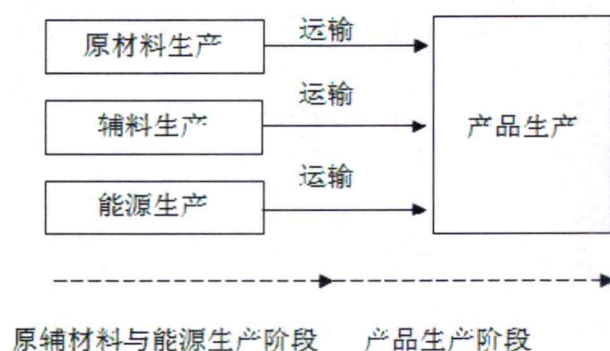 原材料生产
运输
辅料生产
运输
能源生产
运输
产品生产
原辅材料与能源生产阶段
产品生产阶段